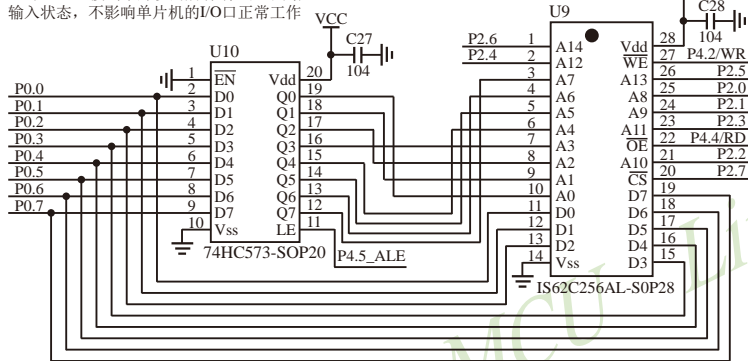 输入状态，不影响单片机的I/O口正常工作
VCC
C27
104
U10
1 EN Vdd 20
P0.0 2 D0 Q0 19
P0.1 3 D1 Q1 18
P0.2 4 D2 Q2 17
P0.3 5 D3 Q3 16
P0.4 6 D4 Q4 15
P0.5 7 D5 Q5 14
P0.6 8 D6 Q6 13
P0.7 9 D7 Q7 12
10 Vss LE 11
74HC573-SOP20
P4.5_ALE
U9
C28
104
P2.6 1 A14 Vdd 28
P2.4 2 A12 WE 27 P4.2/WR
3 A7 A13 26 P2.5
4 A6 A8 25 P2.0
5 A5 A9 24 P2.1
6 A4 A11 23 P2.3
7 A3 OE 22 P4.4/RD
8 A2 A10 21 P2.2
9 A1 CS 20 P2.7
10 A0 D7 19
11 D0 D6 18
12 D1 D5 17
13 D2 D4 16
14 Vss D3 15
IS62C256AL-S0P28
MCU Li